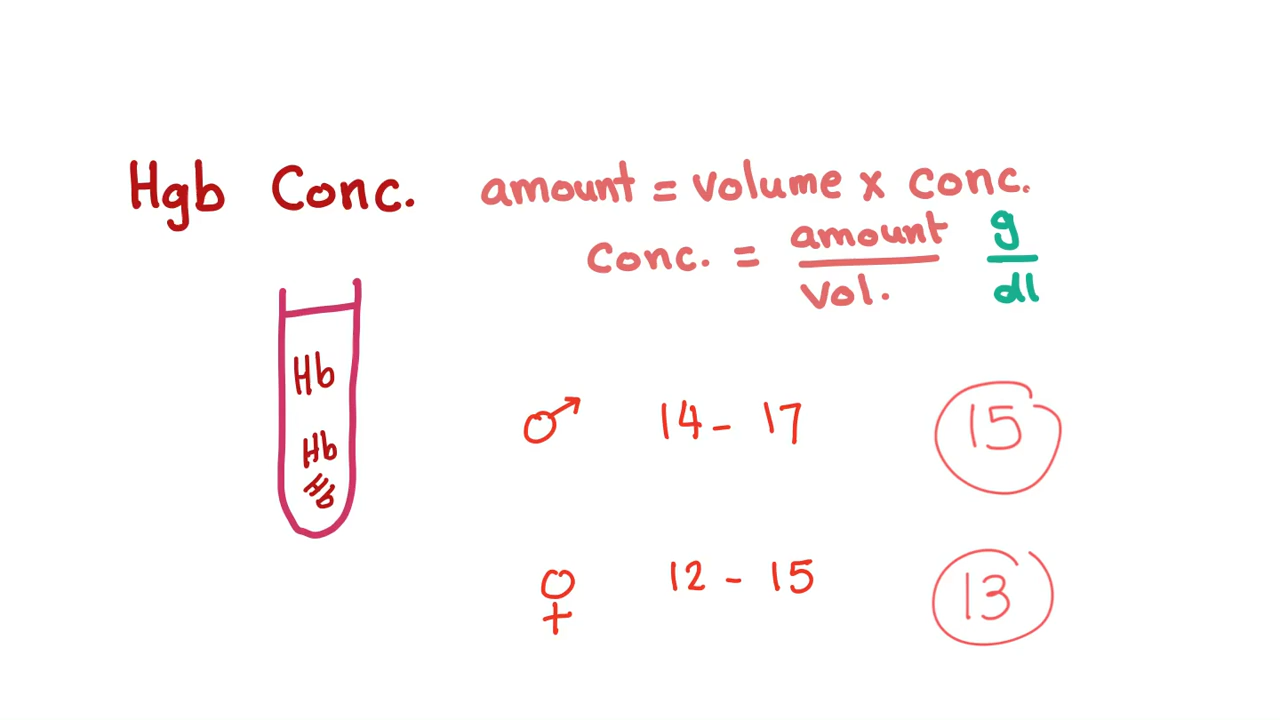 Hgb Conc. amount = volume x conc.
conc. = amount g
vol. dl
Hb
Hb
Hb
♂ 14 - 17 15
♀ 12 - 15 13